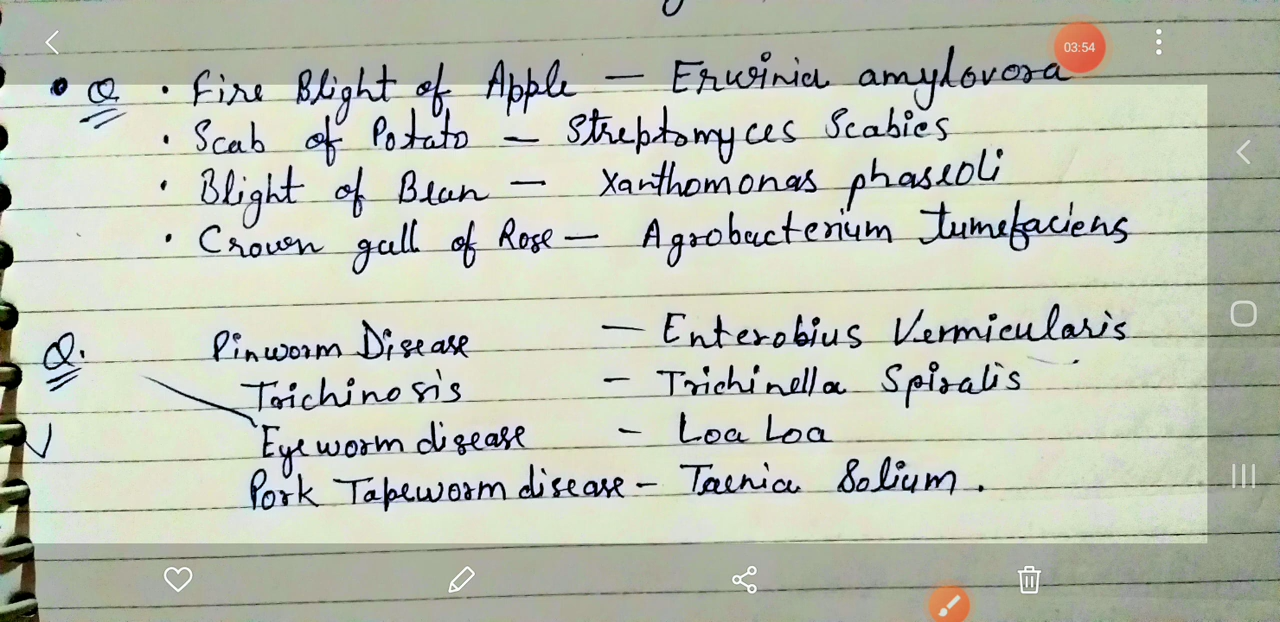 03:54
Q. • Fire Blight of Apple — Erwinia amylovora
• Scab of Potato — Streptomyces Scabies
• Blight of Bean — Xanthomonas phaseoli
• Crown gall of Rose — Agrobacterium tumefaciens
Q. Pinworm Disease — Enterobius Vermicularis
Trichinosis — Trichinella Spiralis
Eye worm disease — Loa Loa
Pork Tapeworm disease — Taenia Solium.